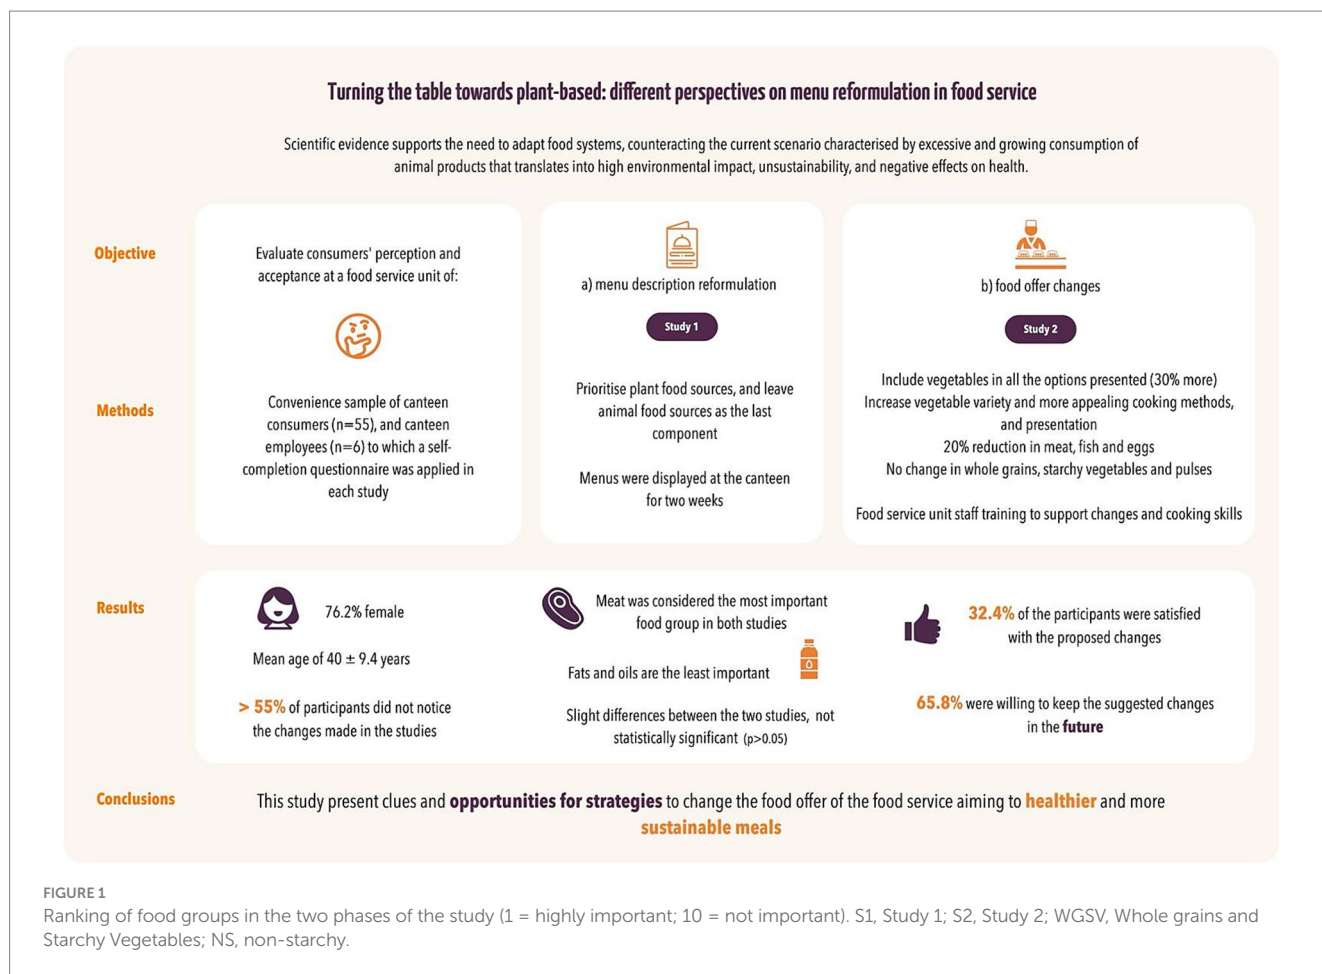 Turning the table towards plant-based: different perspectives on menu reformulation in food service
Scientific evidence supports the need to adapt food systems, counteracting the current scenario characterised by excessive and growing consumption of
animal products that translates into high environmental impact, unsustainability, and negative effects on health.
Objective
Evaluate consumers' perception and
acceptance at a food service unit of:
a) menu description reformulation
Study 1
b) food offer changes
Study 2
Methods
Convenience sample of canteen
consumers (n=55), and canteen
employees (n=6) to which a self-
completion questionnaire was applied in
each study
Prioritise plant food sources, and leave
animal food sources as the last
component
Menus were displayed at the canteen
for two weeks
Include vegetables in all the options presented (30% more)
Increase vegetable variety and more appealing cooking methods,
and presentation
20% reduction in meat, fish and eggs
No change in whole grains, starchy vegetables and pulses
Food service unit staff training to support changes and cooking skills
Results
76.2% female
Mean age of 40 ± 9.4 years
> 55% of participants did not notice
the changes made in the studies
Meat was considered the most important
food group in both studies
Fats and oils are the least important
Slight differences between the two studies, not
statistically significant (p>0.05)
32.4% of the participants were satisfied
with the proposed changes
65.8% were willing to keep the suggested changes
in the future
Conclusions
This study present clues and opportunities for strategies to change the food offer of the food service aiming to healthier and more
sustainable meals
FIGURE 1
Ranking of food groups in the two phases of the study (1 = highly important; 10 = not important). S1, Study 1; S2, Study 2; WGSV, Whole grains and
Starchy Vegetables; NS, non-starchy.